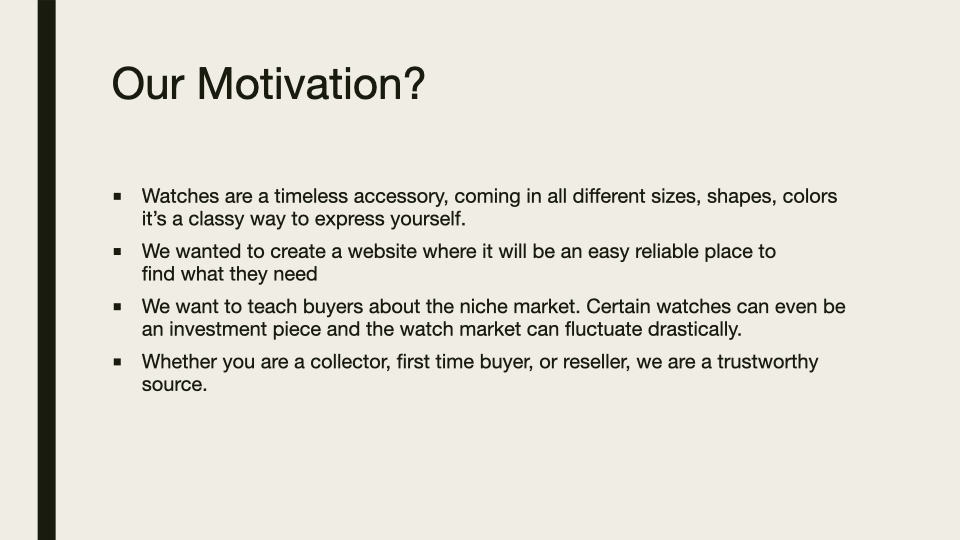 Our Motivation?
▪ Watches are a timeless accessory, coming in all different sizes, shapes, colors
it’s a classy way to express yourself.
▪ We wanted to create a website where it will be an easy reliable place to
find what they need
▪ We want to teach buyers about the niche market. Certain watches can even be
an investment piece and the watch market can fluctuate drastically.
▪ Whether you are a collector, first time buyer, or reseller, we are a trustworthy
source.